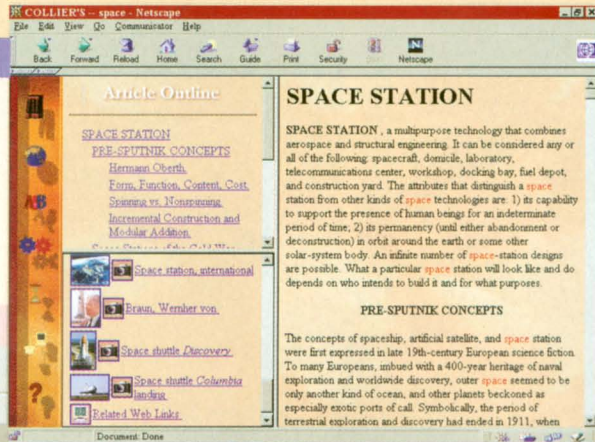 COLLIER'S -- space - Netscape
File Edit View Go Communicator Help
Back Forward Reload Home Search Guide Print Security Netscape
Article Outline
SPACE STATION
PRE-SPUTNIK CONCEPTS
Hermann Oberth.
Form, Function, Content, Cost.
Spinning vs. Nonspinning.
Incremental Construction and
Modular Addition.
Space Stations of the Cold War
Space station, international
Braun, Wernher von
Space shuttle Discovery
Space shuttle Columbia
landing
Related Web Links
SPACE STATION
SPACE STATION , a multipurpose technology that combines
aerospace and structural engineering. It can be considered any or
all of the following: spacecraft, domicile, laboratory,
telecommunications center, workshop, docking bay, fuel depot,
and construction yard. The attributes that distinguish a space
station from other kinds of space technologies are: 1) its capability
to support the presence of human beings for an indeterminate
period of time; 2) its permanency (until either abandonment or
deconstruction) in orbit around the earth or some other
solar-system body. An infinite number of space-station designs
are possible. What a particular space station will look like and do
depends on who intends to build it and for what purposes.
PRE-SPUTNIK CONCEPTS
The concepts of spaceship, artificial satellite, and space station
were first expressed in late 19th-century European science fiction.
To many Europeans, imbued with a 400-year heritage of naval
exploration and worldwide discovery, outer space seemed to be
only another kind of ocean, and other planets beckoned as
especially exotic ports of call. Symbolically, the period of
terrestrial exploration and discovery had ended in 1911, when
Document: Done